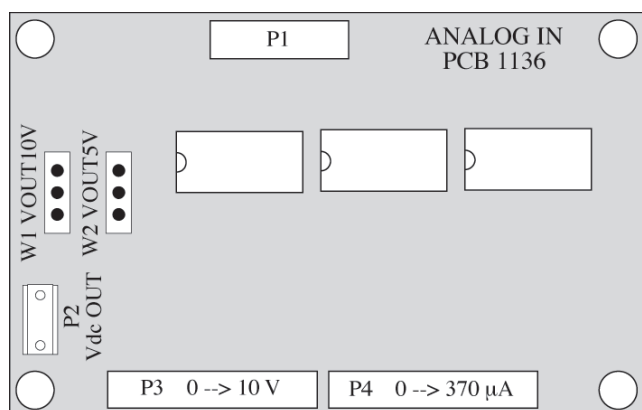 P1
ANALOG IN
PCB 1136
W1 VOUT10V
W2 VOUT5V
P2
Vdc OUT
P3 0 --> 10 V
P4 0 --> 370 µA